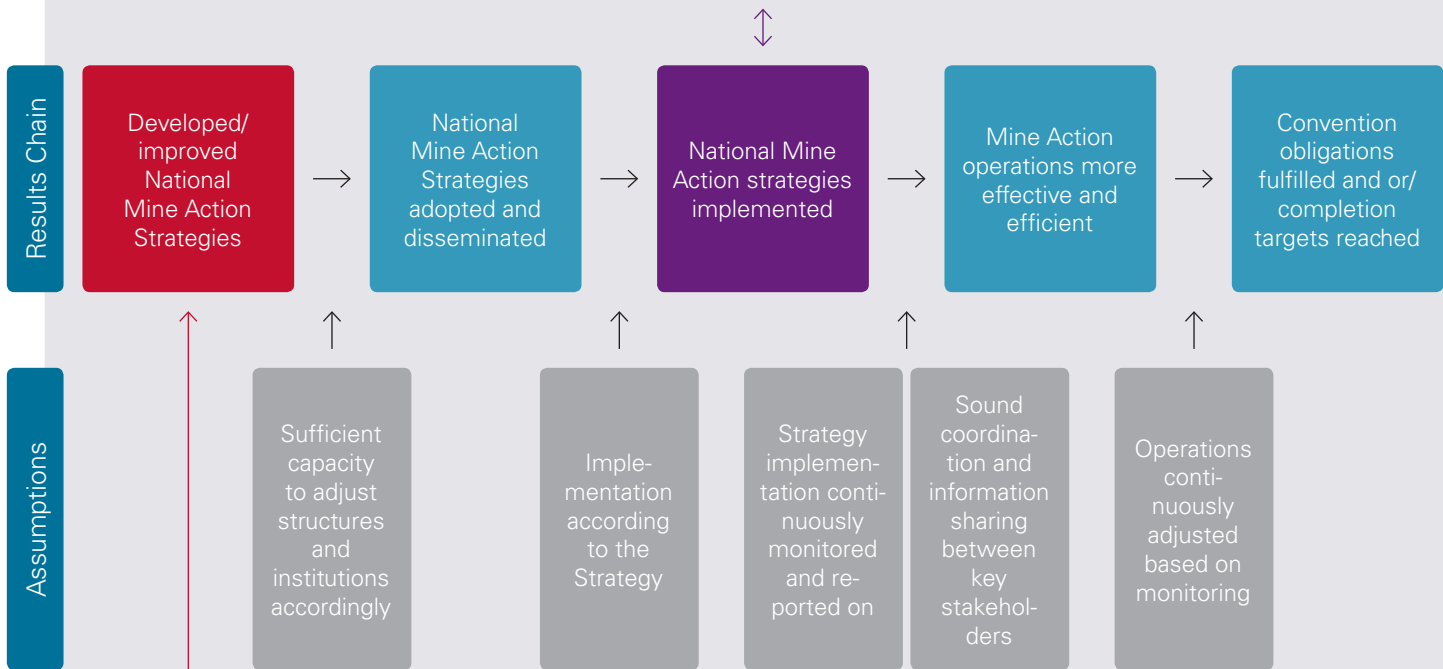 Results Chain
Developed/
improved
National
Mine Action
Strategies
National
Mine Action
Strategies
adopted and
disseminated
National Mine
Action strategies
implemented
Mine Action
operations more
effective and
efficient
Convention
obligations
fulfilled and or/
completion
targets reached
Assumptions
Sufficient
capacity
to adjust
structures
and
institutions
accordingly
Imple-
mentation
according
to the
Strategy
Strategy
implemen-
tation conti-
nuously
monitored
and re-
ported on
Sound
coordina-
tion and
information
sharing
between
key
stakehol-
ders
Operations
conti-
nuously
adjusted
based on
monitoring